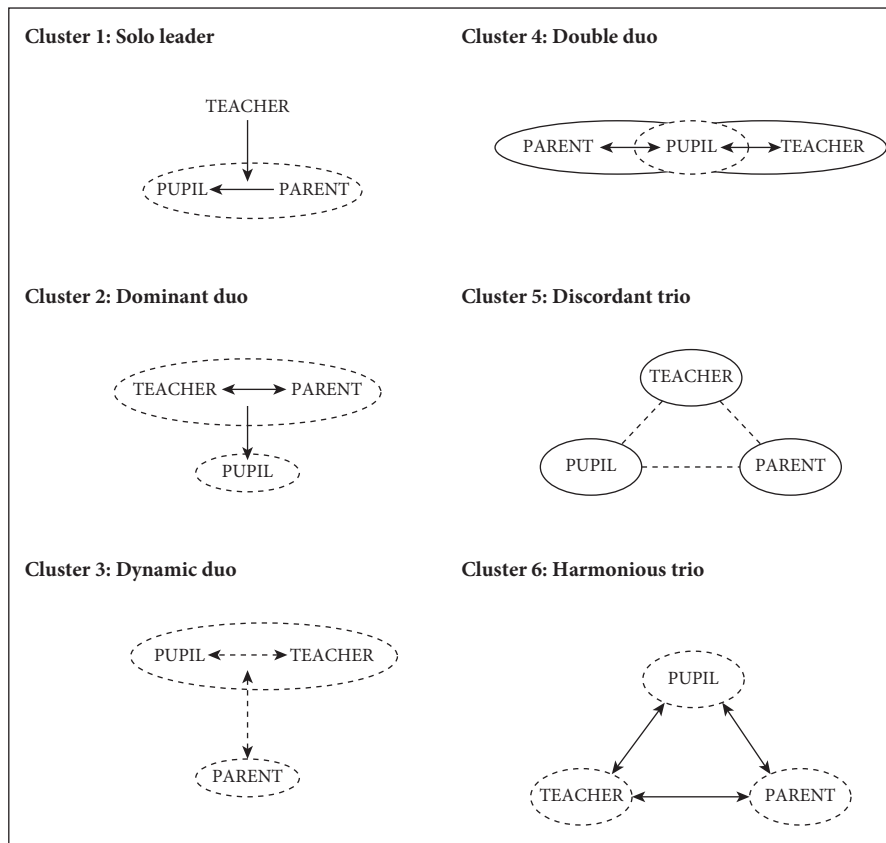 Cluster 1: Solo leader
TEACHER
PUPIL PARENT
Cluster 2: Dominant duo
TEACHER PARENT
PUPIL
Cluster 3: Dynamic duo
PUPIL TEACHER
PARENT
Cluster 4: Double duo
PARENT PUPIL TEACHER
Cluster 5: Discordant trio
TEACHER
PUPIL PARENT
Cluster 6: Harmonious trio
PUPIL
TEACHER PARENT